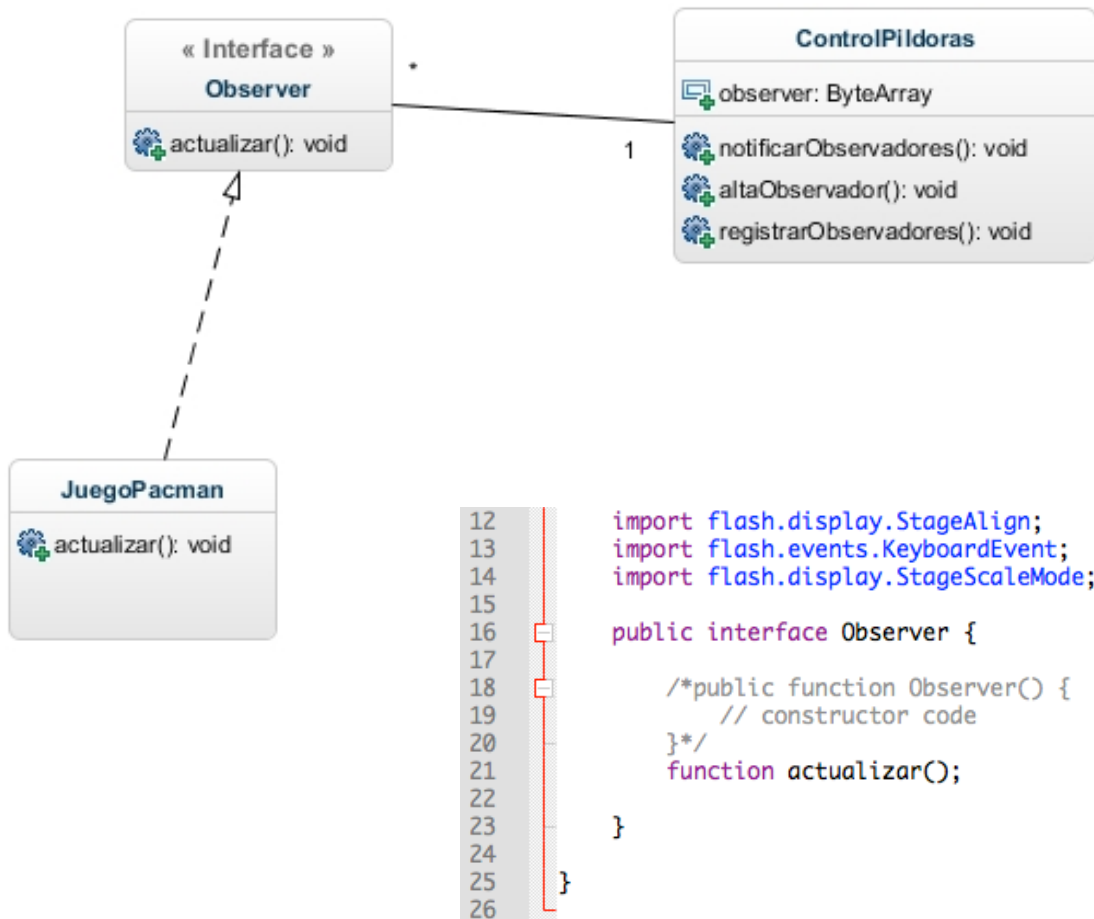 « Interface »
Observer
actualizar(): void
*
1
ControlPildoras
observer: ByteArray
notificarObservadores(): void
altaObservador(): void
registrarObservadores(): void
JuegoPacman
actualizar(): void
12 import flash.display.StageAlign;
13 import flash.events.KeyboardEvent;
14 import flash.display.StageScaleMode;
15
16 public interface Observer {
17
18 /*public function Observer() {
19 // constructor code
20 }*/
21 function actualizar();
22
23 }
24
25 }
26